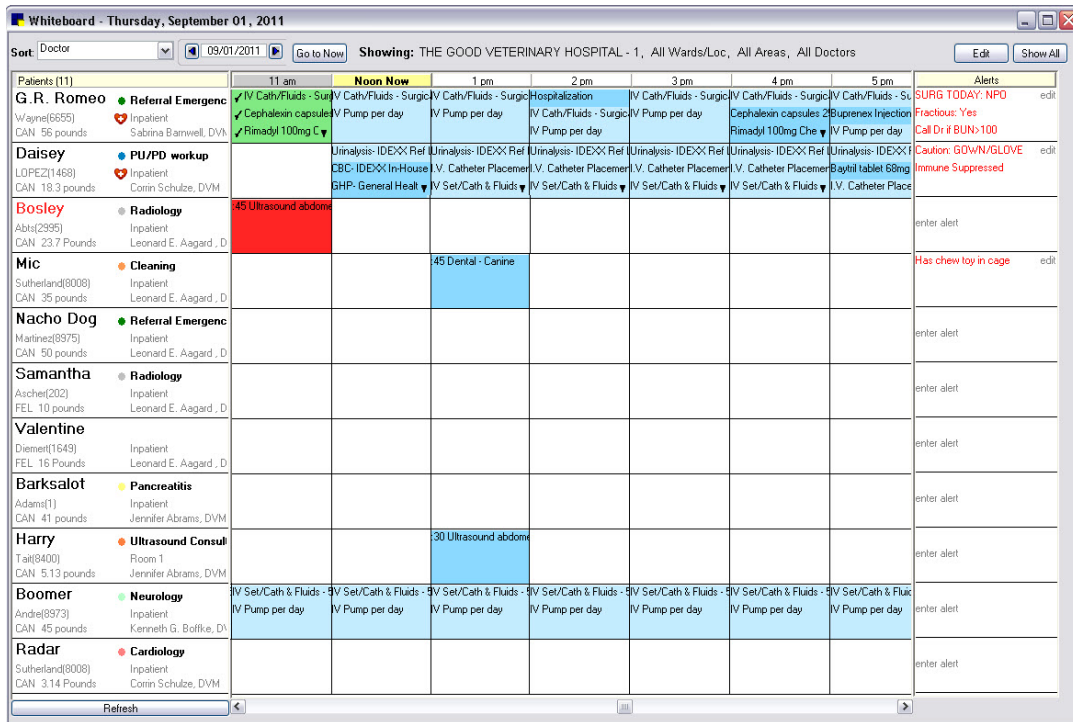 Whiteboard - Thursday, September 01, 2011
Sort: Doctor 09/01/2011 Go to Now Showing: THE GOOD VETERINARY HOSPITAL - 1, All Wards/Loc, All Areas, All Doctors Edit Show All
Patients (11) 11 am Noon Now 1 pm 2 pm 3 pm 4 pm 5 pm Alerts
G.R. Romeo Referral Emergenc
Wayne(6655) Inpatient
CAN 56 pounds Sabrina Barnwell, DVM
IV Cath/Fluids - Surg IV Cath/Fluids - Surgic IV Cath/Fluids - Surgic Hospitalization IV Cath/Fluids - Surgic IV Cath/Fluids - Surgic IV Cath/Fluids - Su
Cephalexin capsules IV Pump per day IV Pump per day IV Cath/Fluids - Surgic IV Pump per day Cephalexin capsules 2 Buprenex Injection
Rimadyl 100mg C IV Pump per day Rimadyl 100mg Che IV Pump per day
SURG TODAY: NPO edit
Fractious: Yes
Call Dr if BUN>100
Daisey PU/PD workup
LOPEZ(1468) Inpatient
CAN 18.3 pounds Corrin Schulze, DVM
Urinalysis- IDEXX Ref Urinalysis- IDEXX Ref Urinalysis- IDEXX Ref Urinalysis- IDEXX Ref Urinalysis- IDEXX Ref Urinalysis- IDEXX
CBC- IDEXX In-House I.V. Catheter Placemer I.V. Catheter Placemer I.V. Catheter Placemer I.V. Catheter Placemer Baytril tablet 68mg
GHP- General Healt IV Set/Cath & Fluids IV Set/Cath & Fluids IV Set/Cath & Fluids IV Set/Cath & Fluids I.V. Catheter Place
Caution: GOWN/GLOVE edit
Immune Suppressed
Bosley Radiology
Abts(2995) Inpatient
CAN 23.7 Pounds Leonard E. Aagard , D
:45 Ultrasound abdome
enter alert
Mic Cleaning
Sutherland(8008) Inpatient
CAN 35 pounds Leonard E. Aagard , D
:45 Dental - Canine
Has chew toy in cage edit
Nacho Dog Referral Emergenc
Martinez(8975) Inpatient
CAN 50 pounds Leonard E. Aagard , D
enter alert
Samantha Radiology
Ascher(202) Inpatient
FEL 10 pounds Leonard E. Aagard , D
enter alert
Valentine
Diemert(1649) Inpatient
FEL 16 Pounds Leonard E. Aagard , D
enter alert
Barksalot Pancreatitis
Adams(1) Inpatient
CAN 41 pounds Jennifer Abrams, DVM
enter alert
Harry Ultrasound Consul
Tait(8400) Room 1
CAN 5.13 pounds Jennifer Abrams, DVM
:30 Ultrasound abdome
enter alert
Boomer Neurology
Andre(8973) Inpatient
CAN 45 pounds Kenneth G. Boffke, D
IV Set/Cath & Fluids - IV Set/Cath & Fluids - IV Set/Cath & Fluids - IV Set/Cath & Fluids - IV Set/Cath & Fluids - IV Set/Cath & Fluids - IV Set/Cath & Fluid
IV Pump per day IV Pump per day IV Pump per day IV Pump per day IV Pump per day IV Pump per day IV Pump per day
enter alert
Radar Cardiology
Sutherland(8008) Inpatient
CAN 3.14 Pounds Corrin Schulze, DVM
enter alert
Refresh